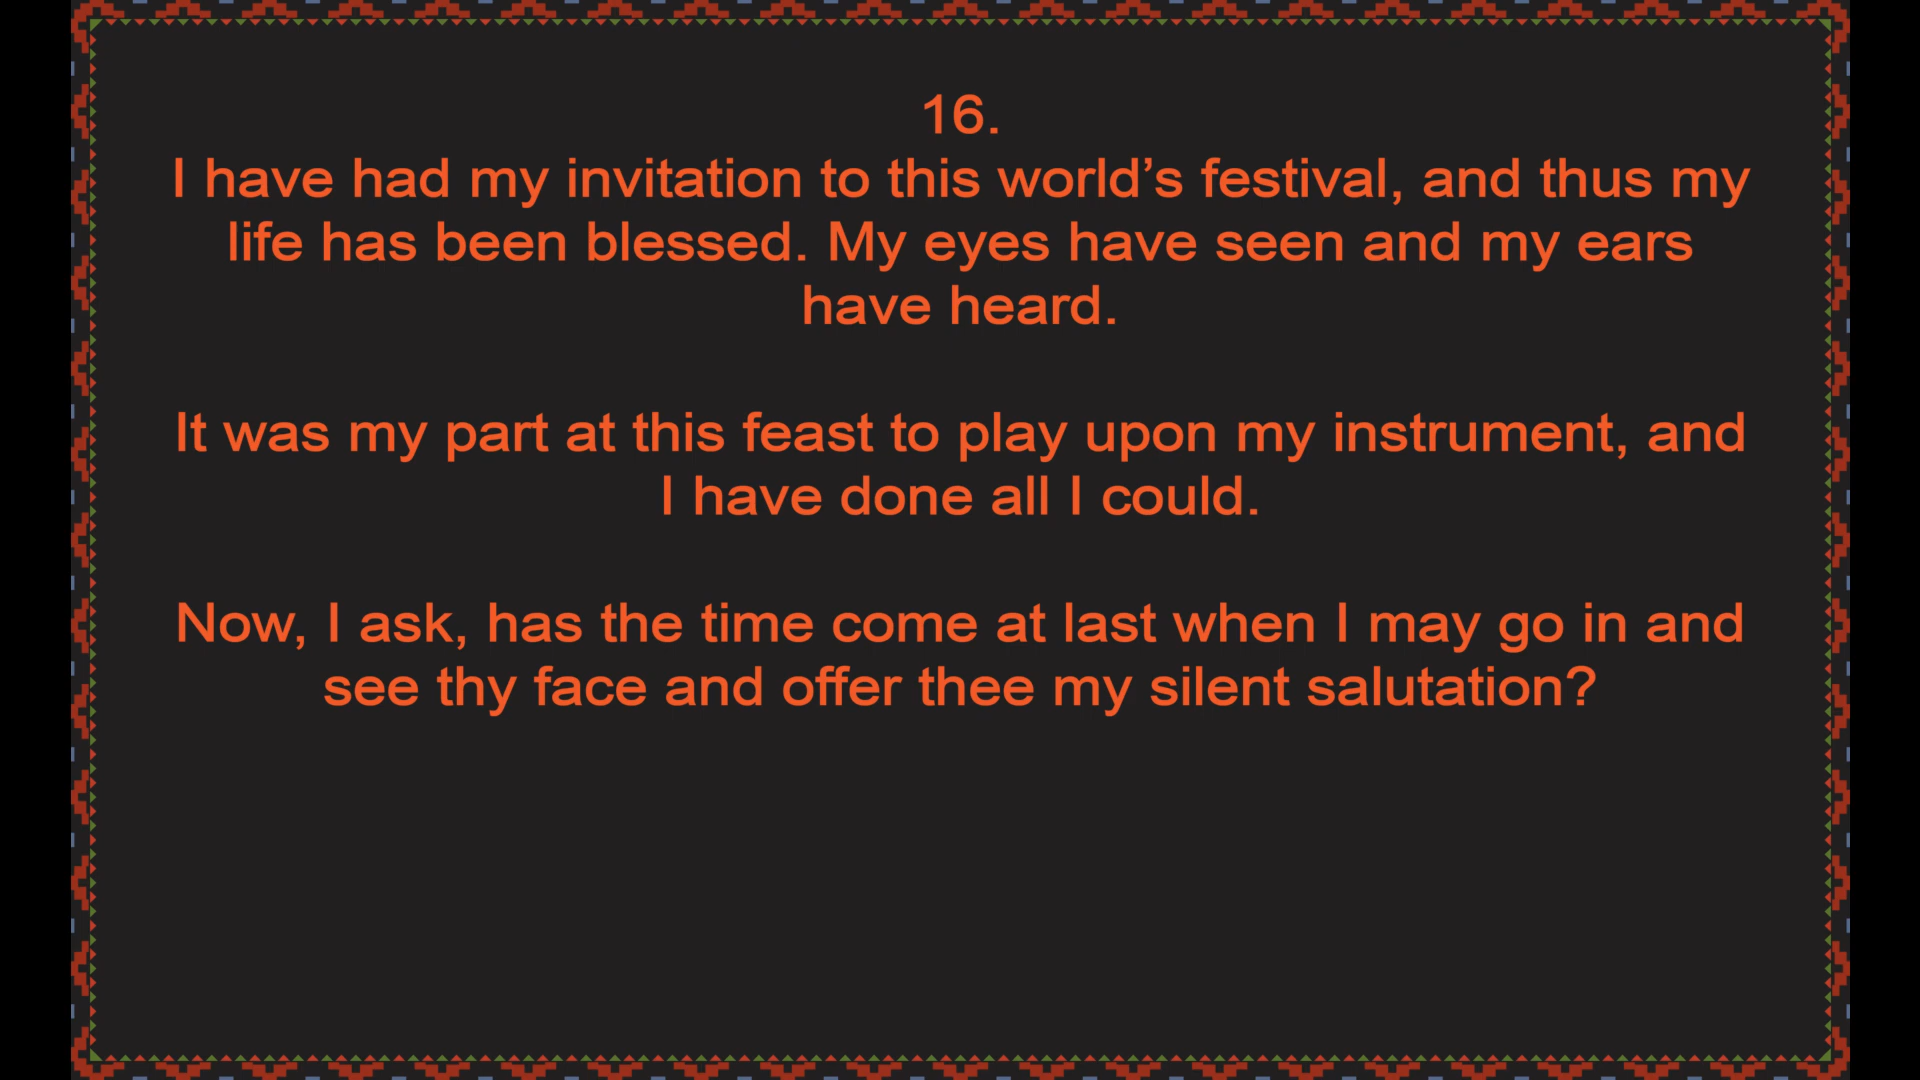 16.
I have had my invitation to this world’s festival, and thus my
life has been blessed. My eyes have seen and my ears
have heard.
It was my part at this feast to play upon my instrument, and
I have done all I could.
Now, I ask, has the time come at last when I may go in and
see thy face and offer thee my silent salutation?